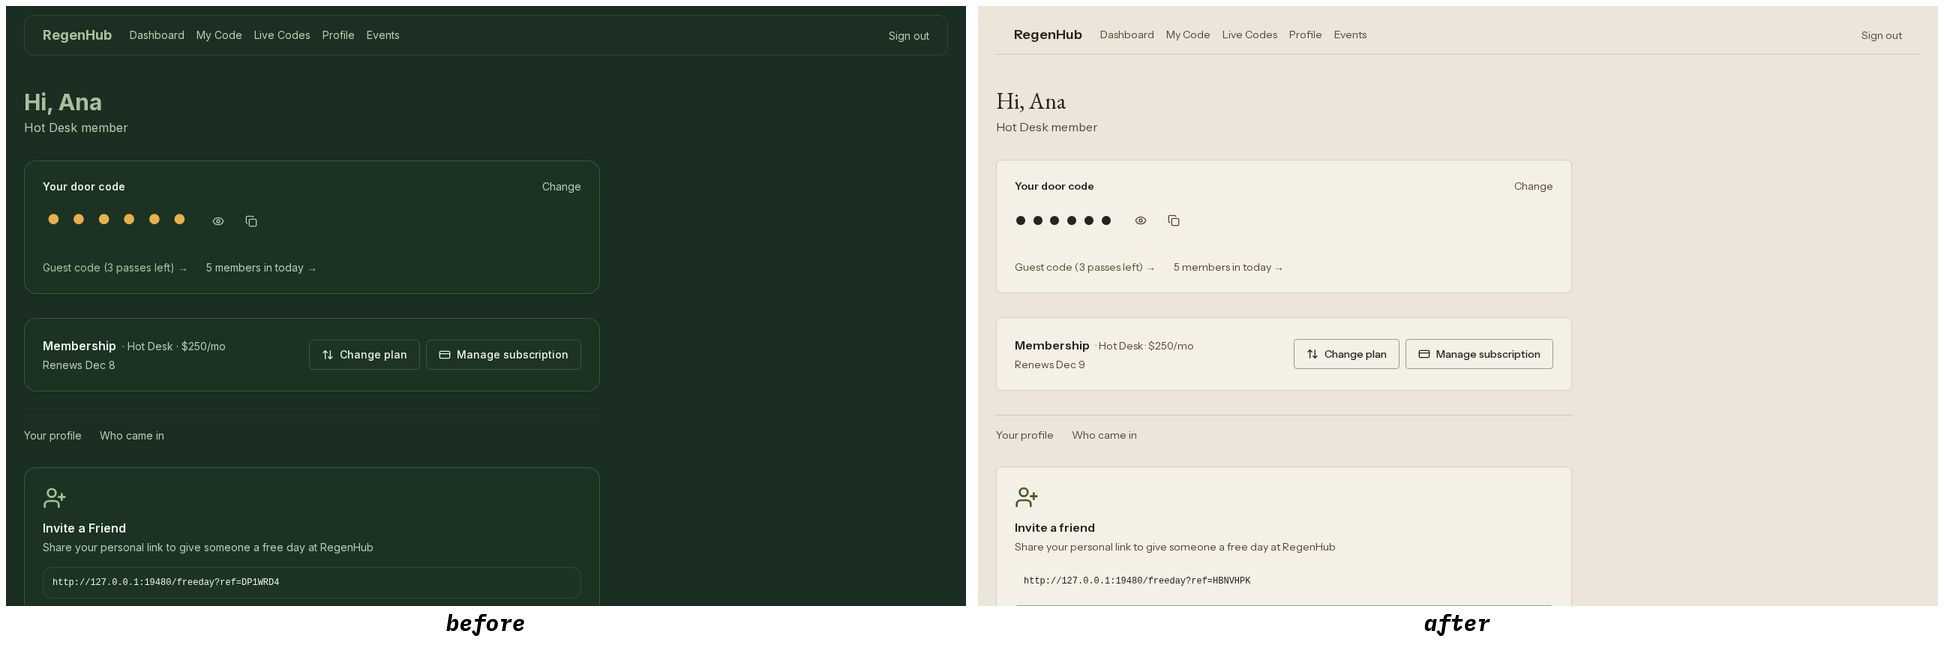 RegenHub Dashboard My Code Live Codes Profile Events Sign out
Hi, Ana
Hot Desk member
Your door code Change
Guest code (3 passes left) → 5 members in today →
Membership · Hot Desk · $250/mo
Renews Dec 8
Change plan Manage subscription
Your profile Who came in
Invite a Friend
Share your personal link to give someone a free day at RegenHub
http://127.0.0.1:19480/freeday?ref=DP1WRD4
before
RegenHub Dashboard My Code Live Codes Profile Events Sign out
Hi, Ana
Hot Desk member
Your door code Change
Guest code (3 passes left) → 5 members in today →
Membership · Hot Desk · $250/mo
Renews Dec 9
Change plan Manage subscription
Your profile Who came in
Invite a friend
Share your personal link to give someone a free day at RegenHub
http://127.0.0.1:19480/freeday?ref=HBNVHPK
after